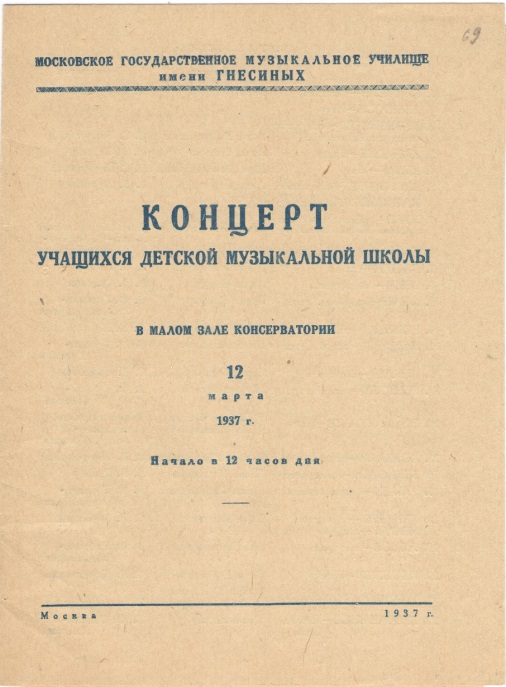 69
МОСКОВСКОЕ ГОСУДАРСТВЕННОЕ МУЗЫКАЛЬНОЕ УЧИЛИЩЕ
имени ГНЕСИНЫХ
КОНЦЕРТ
УЧАЩИХСЯ ДЕТСКОЙ МУЗЫКАЛЬНОЙ ШКОЛЫ
В МАЛОМ ЗАЛЕ КОНСЕРВАТОРИИ
12
марта
1937 г.
Начало в 12 часов дня
Москва 1937 г.